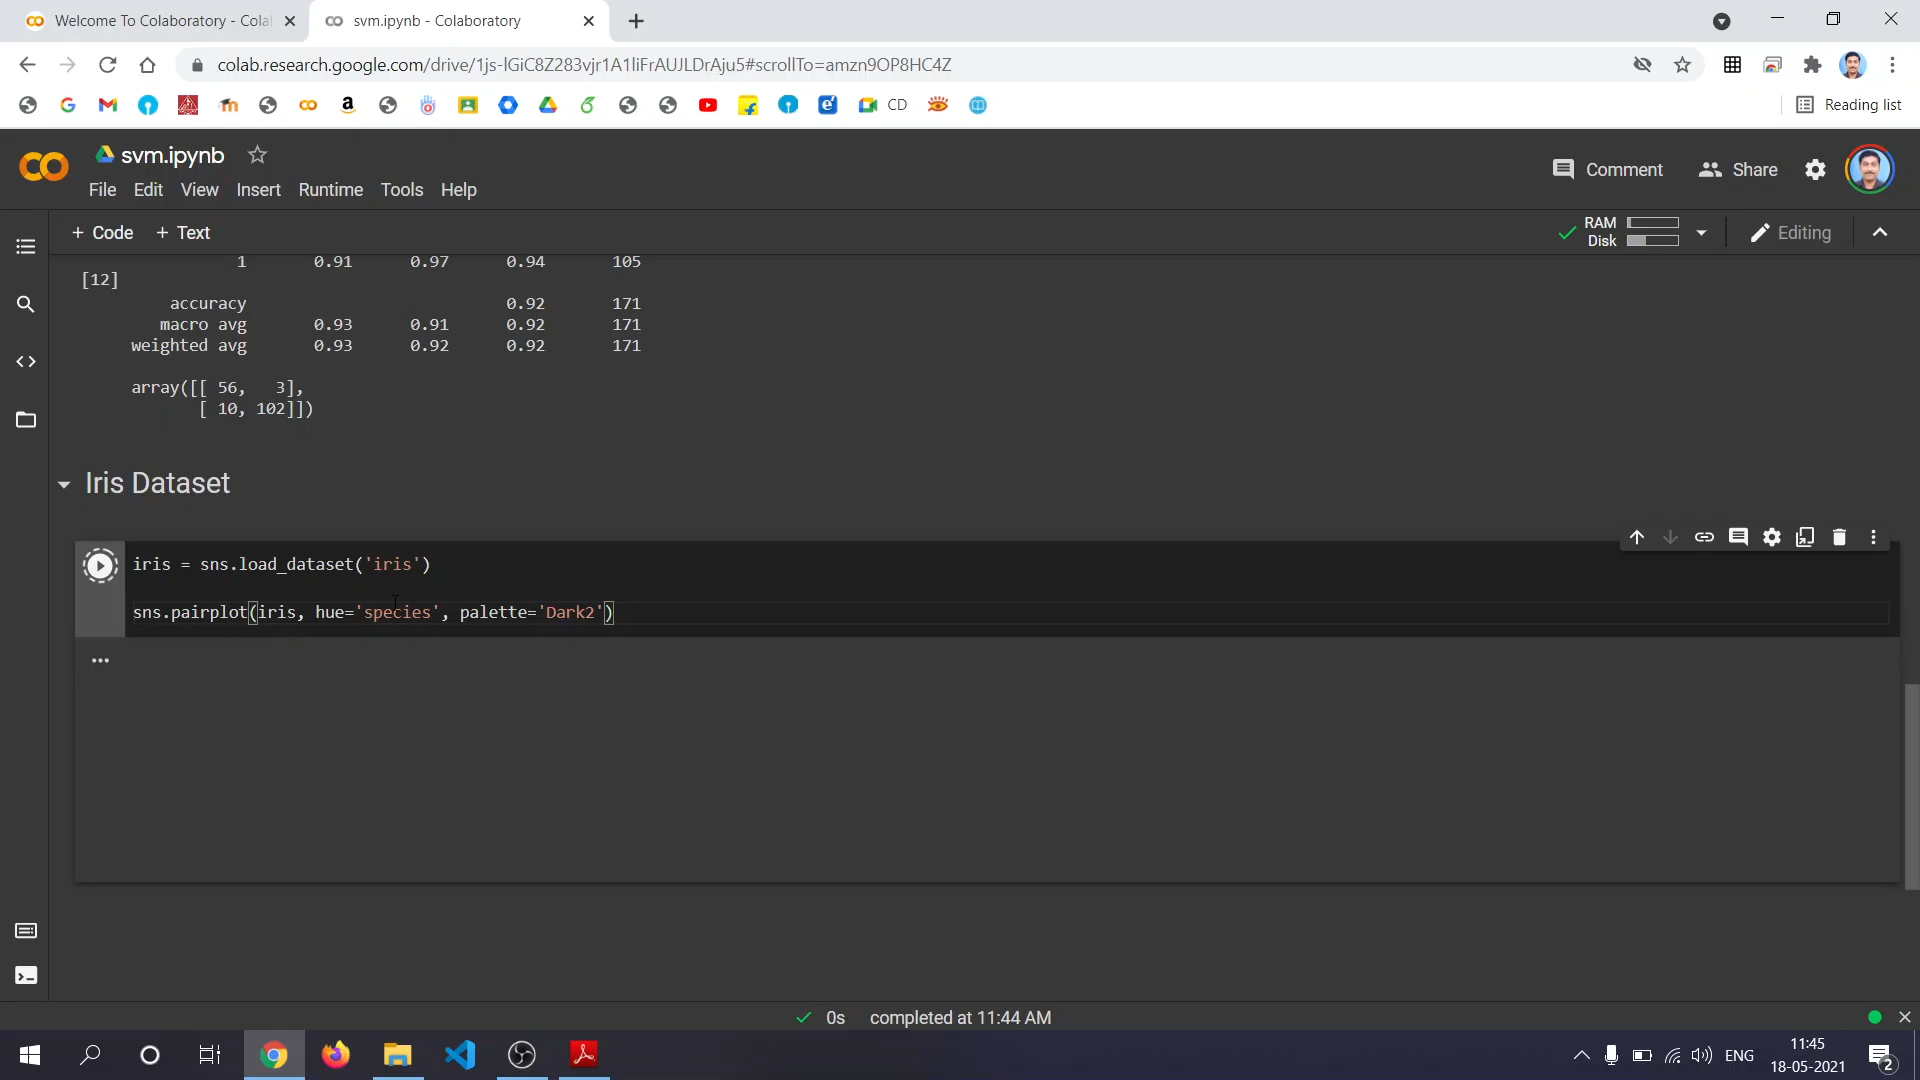 Welcome To Colaboratory - Cola
svm.ipynb - Colaboratory
colab.research.google.com/drive/1js-lGiC8Z283vjr1A1liFrAUJLDrAju5#scrollTo=amzn9OP8HC4Z
CD
Reading list
svm.ipynb
Comment
Share
File Edit View Insert Runtime Tools Help
+ Code + Text
RAM
Disk
Editing
1 0.91 0.97 0.94 105
[12]
accuracy 0.92 171
macro avg 0.93 0.91 0.92 171
weighted avg 0.93 0.92 0.92 171
array([[ 56, 3],
[ 10, 102]])
Iris Dataset
iris = sns.load_dataset('iris')
sns.pairplot(iris, hue='species', palette='Dark2')
0s completed at 11:44 AM
ENG
11:45
18-05-2021
2